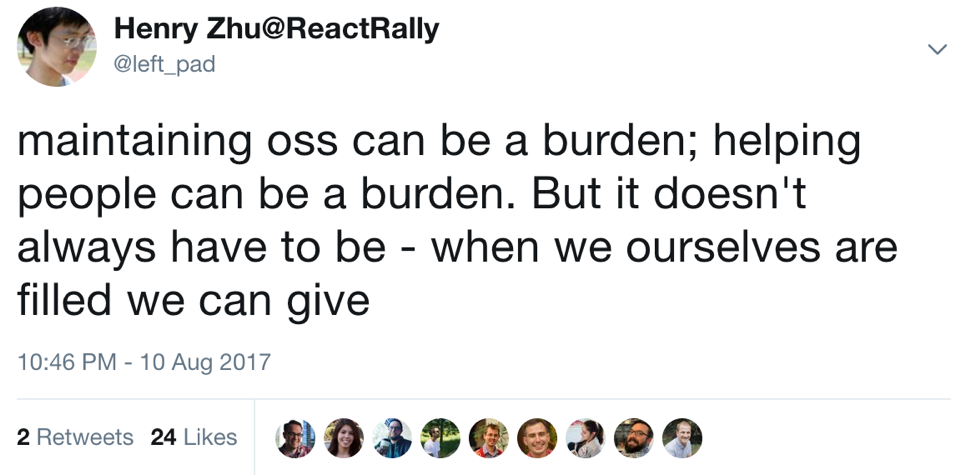 Henry Zhu@ReactRally
@left_pad
maintaining oss can be a burden; helping
people can be a burden. But it doesn't
always have to be - when we ourselves are
filled we can give
10:46 PM - 10 Aug 2017
2 Retweets 24 Likes